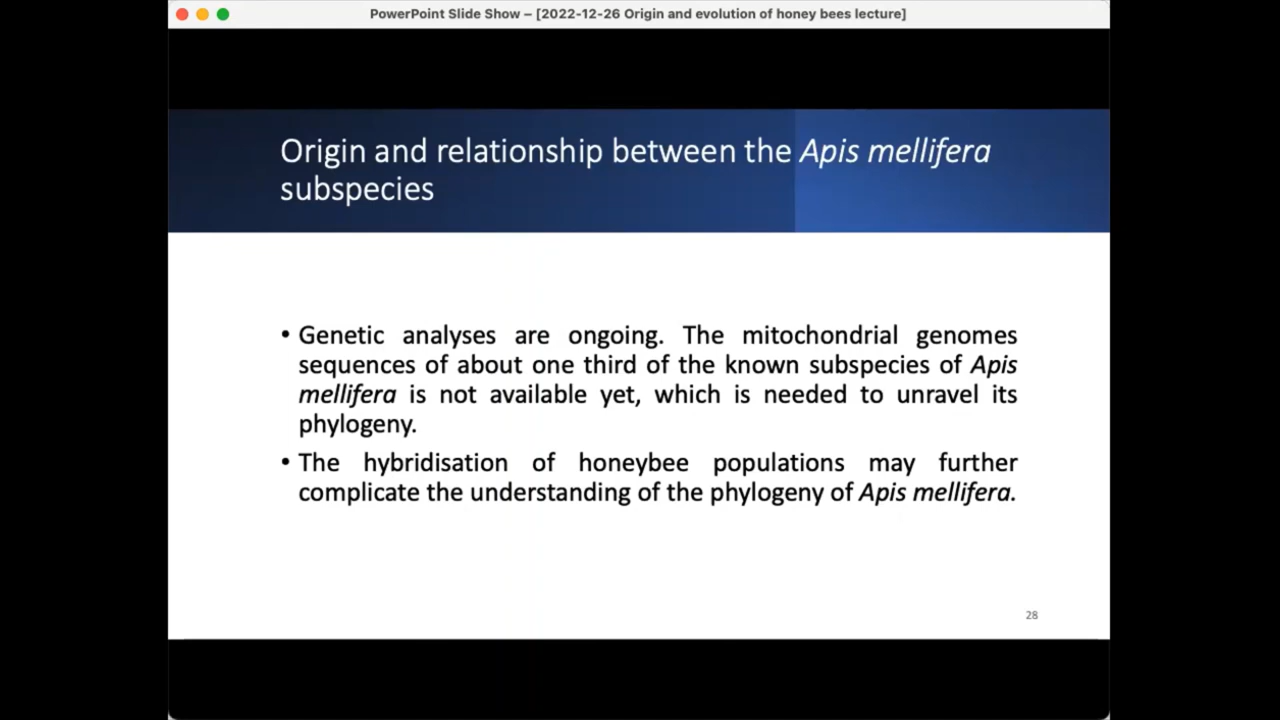 PowerPoint Slide Show – [2022-12-26 Origin and evolution of honey bees lecture]
Origin and relationship between the Apis mellifera
subspecies
• Genetic analyses are ongoing. The mitochondrial genomes
sequences of about one third of the known subspecies of Apis
mellifera is not available yet, which is needed to unravel its
phylogeny.
• The hybridisation of honeybee populations may further
complicate the understanding of the phylogeny of Apis mellifera.
28